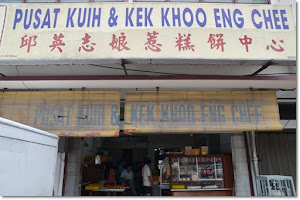 PUSAT KUIH & KEK KHOO ENG CHEE
邱英志娘惹糕餅中心
PUSAT KUIH & KEK KHOO ENG CHEE